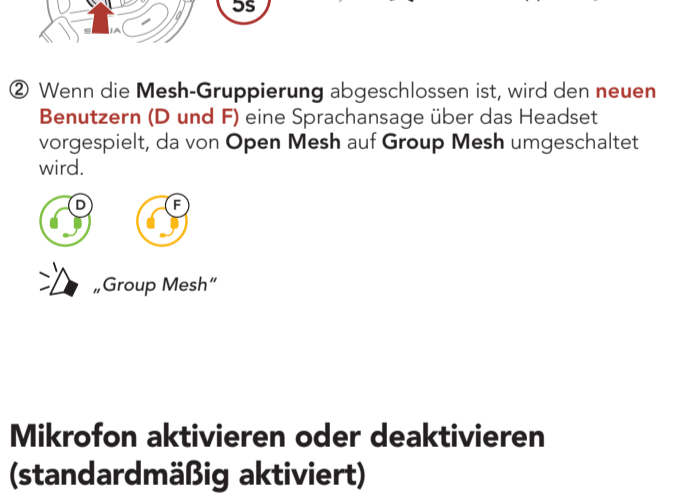 5s
② Wenn die Mesh-Gruppierung abgeschlossen ist, wird den neuen
Benutzern (D und F) eine Sprachansage über das Headset
vorgespielt, da von Open Mesh auf Group Mesh umgeschaltet
wird.
D F
„Group Mesh“
Mikrofon aktivieren oder deaktivieren
(standardmäßig aktiviert)